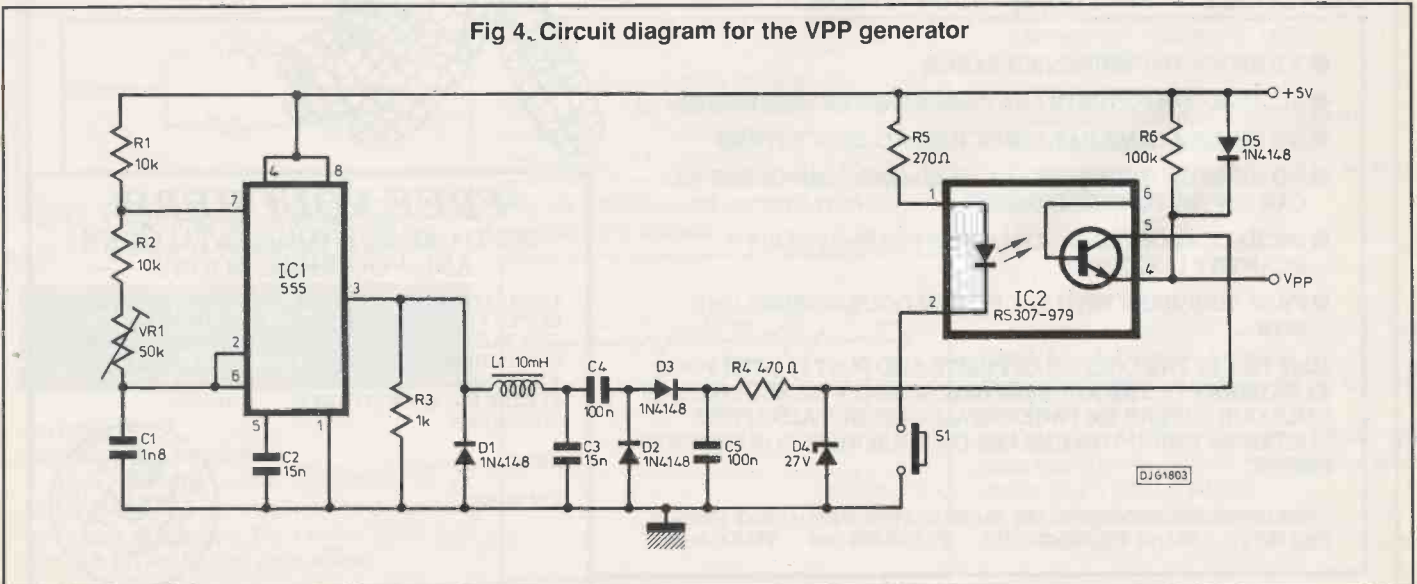 Fig 4. Circuit diagram for the VPP generator
+5V
R1
10k
R5
270Ω
R6
100k
D5
1N4148
4
8
7
1
6
R2
10k
5
IC1
555
3
4
VPP
2
IC2
RS307-979
VR1
50k
2
6
L1 10mH
C4
100n
D3
1N4148
R4 470Ω
R3
1k
5
1
C1
1n8
C2
15n
D1
1N4148
C3
15n
D2
1N4148
C5
100n
D4
27V
S1
DJG1803